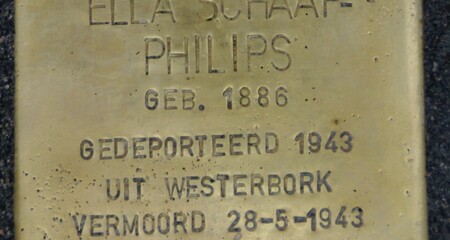 ELLA SCHAAP-
PHILIPS
GEB. 1886
GEDEPORTEERD 1943
UIT WESTERBORK
VERMOORD 28-5-1943